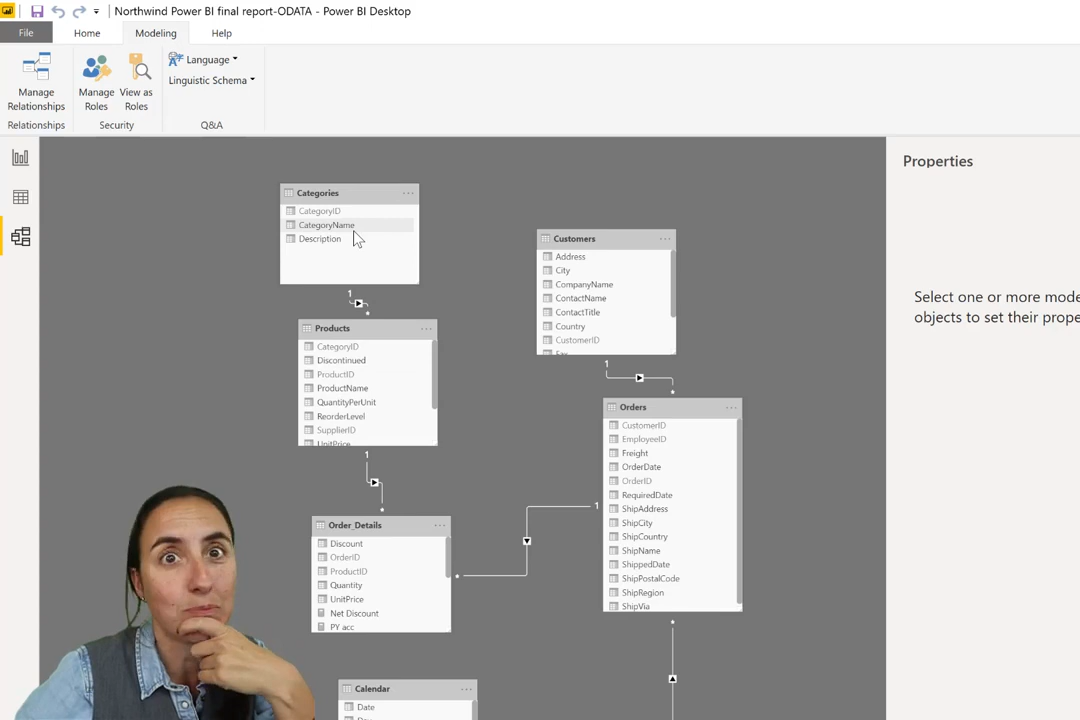 Northwind Power BI final report-ODATA - Power BI Desktop
File
Home
Modeling
Help
Manage
Relationships
Manage
Roles
View as
Roles
Language
Linguistic Schema
Relationships
Security
Q&A
Properties
Select one or more mode
objects to set their prope
Categories
CategoryID
CategoryName
Description
1
*
Customers
Address
City
CompanyName
ContactName
ContactTitle
Country
CustomerID
Fax
1
*
Products
CategoryID
Discontinued
ProductID
ProductName
QuantityPerUnit
ReorderLevel
SupplierID
UnitPrice
1
*
Orders
CustomerID
EmployeeID
Freight
OrderDate
OrderID
RequiredDate
ShipAddress
ShipCity
ShipCountry
ShipName
ShippedDate
ShipPostalCode
ShipRegion
ShipVia
1
*
*
Order_Details
Discount
OrderID
ProductID
Quantity
UnitPrice
Net Discount
PY acc
Calendar
Date